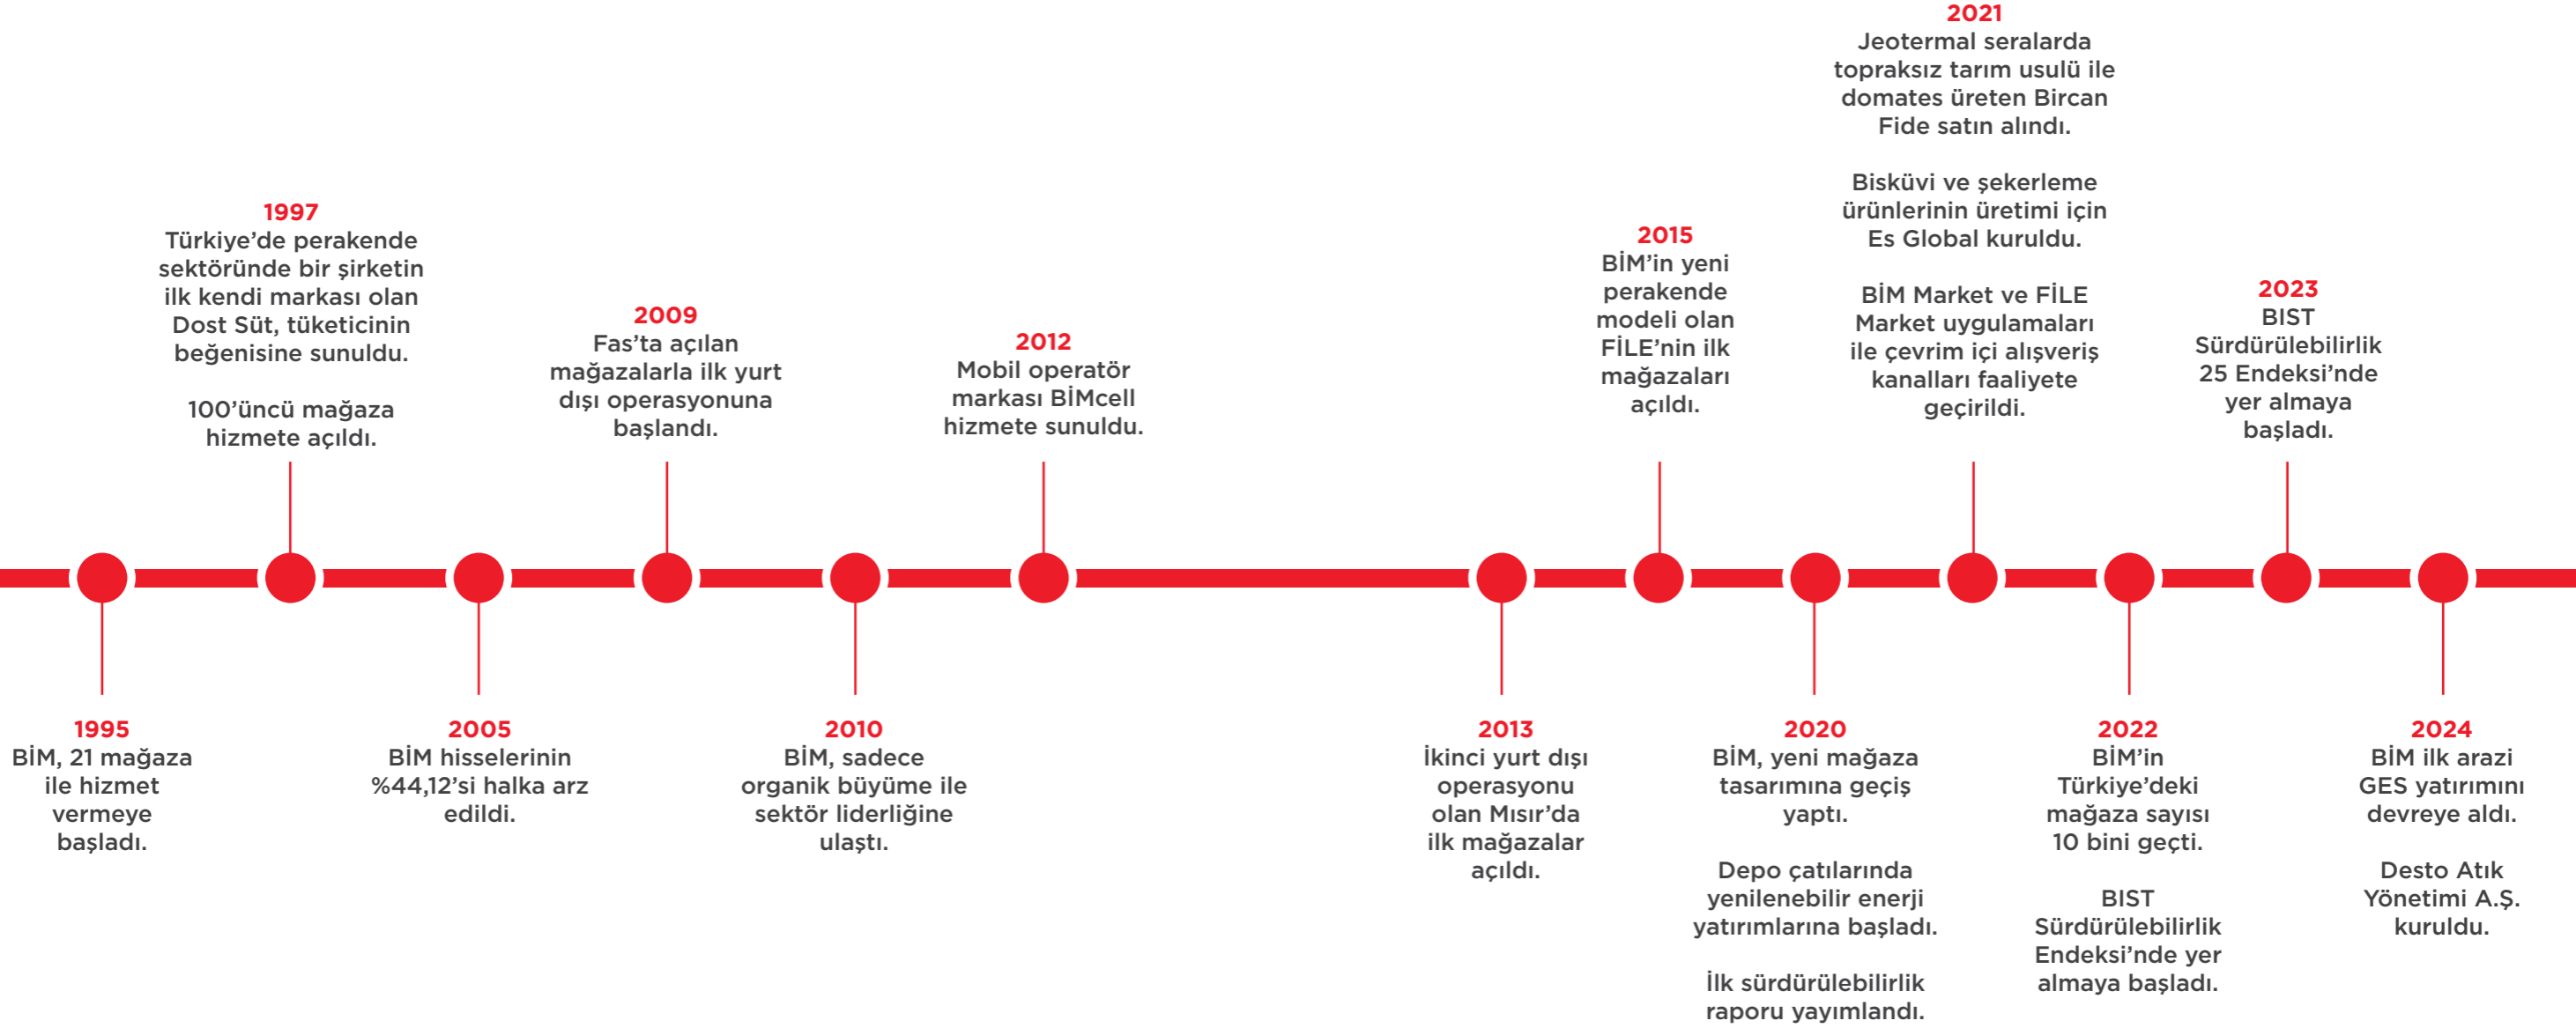 1995
BİM, 21 mağaza
ile hizmet
vermeye
başladı.
1997
Türkiye’de perakende
sektöründe bir şirketin
ilk kendi markası olan
Dost Süt, tüketicinin
beğenisine sunuldu.
100’üncü mağaza
hizmete açıldı.
2005
BİM hisselerinin
%44,12’si halka arz
edildi.
2009
Fas’ta açılan
mağazalarla ilk yurt
dışı operasyonuna
başlandı.
2010
BİM, sadece
organik büyüme ile
sektör liderliğine
ulaştı.
2012
Mobil operatör
markası BİMcell
hizmete sunuldu.
2013
İkinci yurt dışı
operasyonu
olan Mısır’da
ilk mağazalar
açıldı.
2015
BİM’in yeni
perakende
modeli olan
FİLE’nin ilk
mağazaları
açıldı.
2020
BİM, yeni mağaza
tasarımına geçiş
yaptı.
Depo çatılarında
yenilenebilir enerji
yatırımlarına başladı.
İlk sürdürülebilirlik
raporu yayımlandı.
2021
Jeotermal seralarda
topraksız tarım usulü ile
domates üreten Bircan
Fide satın alındı.
Bisküvi ve şekerleme
ürünlerinin üretimi için
Es Global kuruldu.
BİM Market ve FİLE
Market uygulamaları
ile çevrim içi alışveriş
kanalları faaliyete
geçirildi.
2022
BİM’in
Türkiye’deki
mağaza sayısı
10 bini geçti.
BIST
Sürdürülebilirlik
Endeksi’nde yer
almaya başladı.
2023
BIST
Sürdürülebilirlik
25 Endeksi’nde
yer almaya
başladı.
2024
BİM ilk arazi
GES yatırımını
devreye aldı.
Desto Atık
Yönetimi A.Ş.
kuruldu.